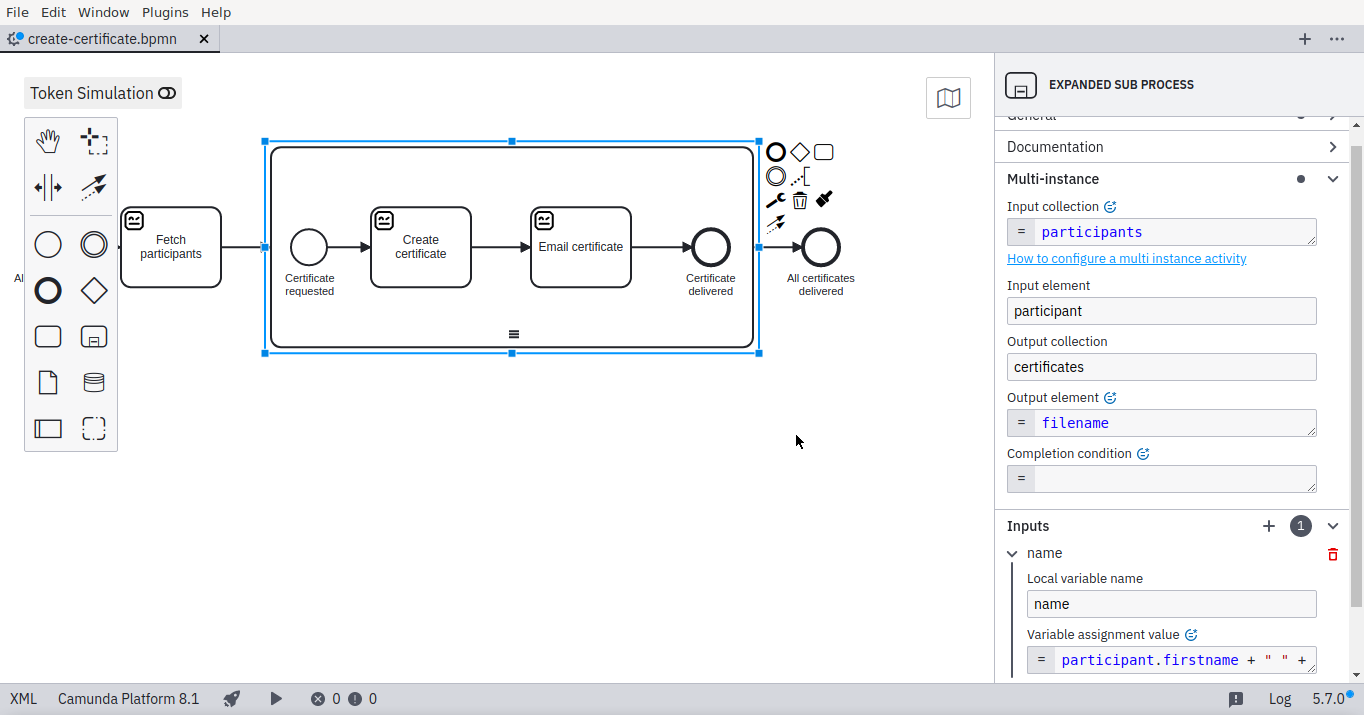 File Edit Window Plugins Help
create-certificate.bpmn
Token Simulation
EXPANDED SUB PROCESS
General
Documentation
Multi-instance
Input collection
= participants
How to configure a multi instance activity
Input element
participant
Output collection
certificates
Output element
= filename
Completion condition
=
Inputs 1
name
Local variable name
name
Variable assignment value
= participant.firstname + " " +
Al
Fetch
participants
Certificate
requested
Create
certificate
Email certificate
Certificate
delivered
All certificates
delivered
XML Camunda Platform 8.1 0 0 Log 5.7.0